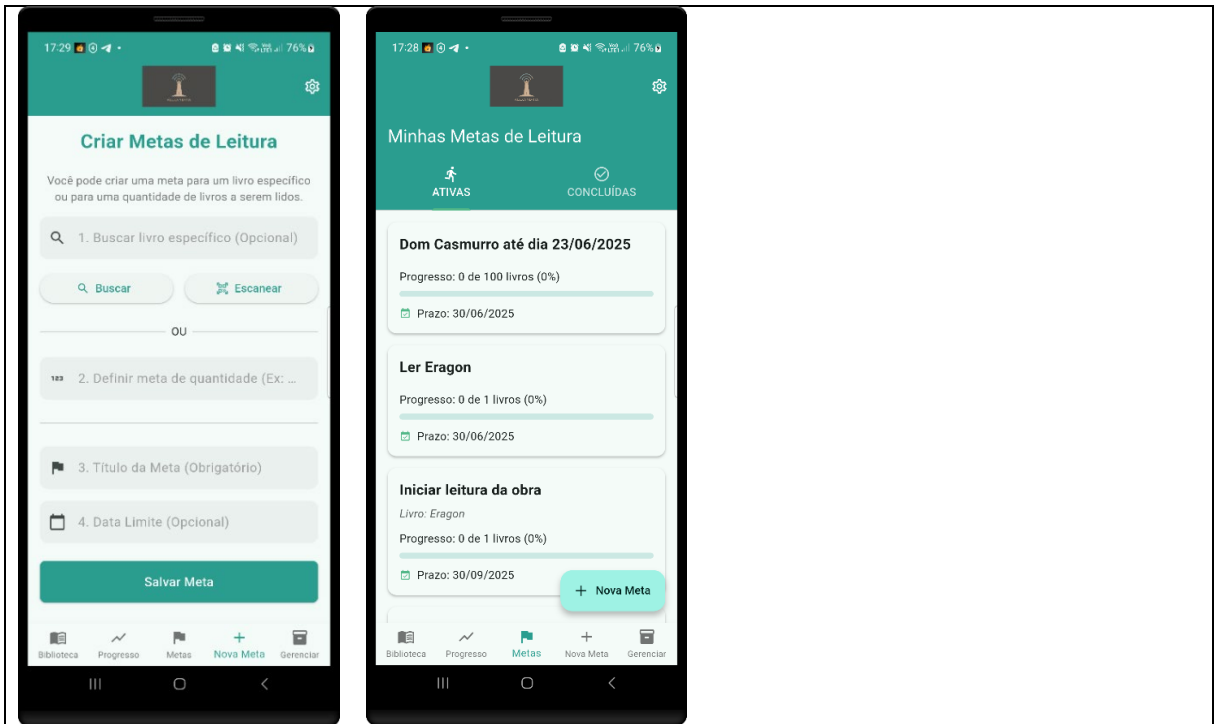 17:29
76%
Criar Metas de Leitura
Você pode criar uma meta para um livro específico
ou para uma quantidade de livros a serem lidos.
1. Buscar livro específico (Opcional)
Buscar
Escanear
OU
123
2. Definir meta de quantidade (Ex: ...
3. Título da Meta (Obrigatório)
4. Data Limite (Opcional)
Salvar Meta
Biblioteca
Progresso
Metas
Nova Meta
Gerenciar
17:28
76%
Minhas Metas de Leitura
ATIVAS
CONCLUÍDAS
Dom Casmurro até dia 23/06/2025
Progresso: 0 de 100 livros (0%)
Prazo: 30/06/2025
Ler Eragon
Progresso: 0 de 1 livros (0%)
Prazo: 30/06/2025
Iniciar leitura da obra
Livro: Eragon
Progresso: 0 de 1 livros (0%)
Prazo: 30/09/2025
+ Nova Meta
Biblioteca
Progresso
Metas
Nova Meta
Gerenciar